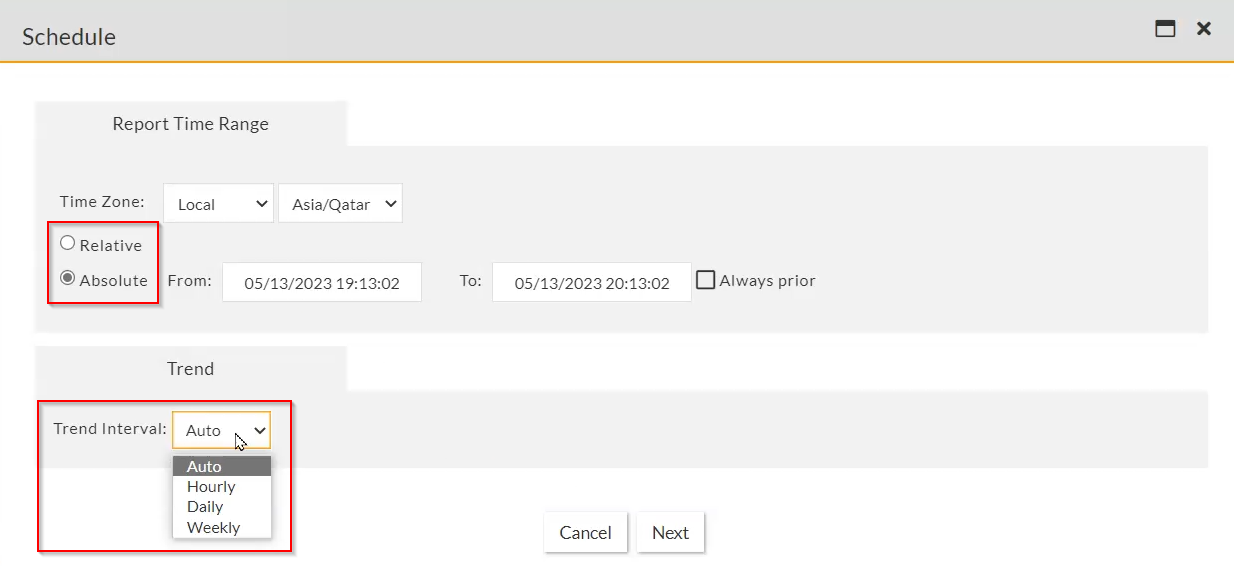 Schedule
Report Time Range
Time Zone: Local Asia/Qatar
Relative
Absolute From: 05/13/2023 19:13:02 To: 05/13/2023 20:13:02 Always prior
Trend
Trend Interval: Auto
Auto
Hourly
Daily
Weekly
Cancel Next